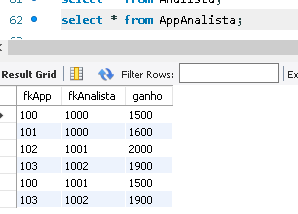 61 select * from Analista;
62 select * from AppAnalista;
Result Grid Filter Rows: Ex
fkApp fkAnalista ganho
100 1000 1500
101 1000 1600
102 1001 2000
103 1002 1900
100 1001 1500
103 1002 1900